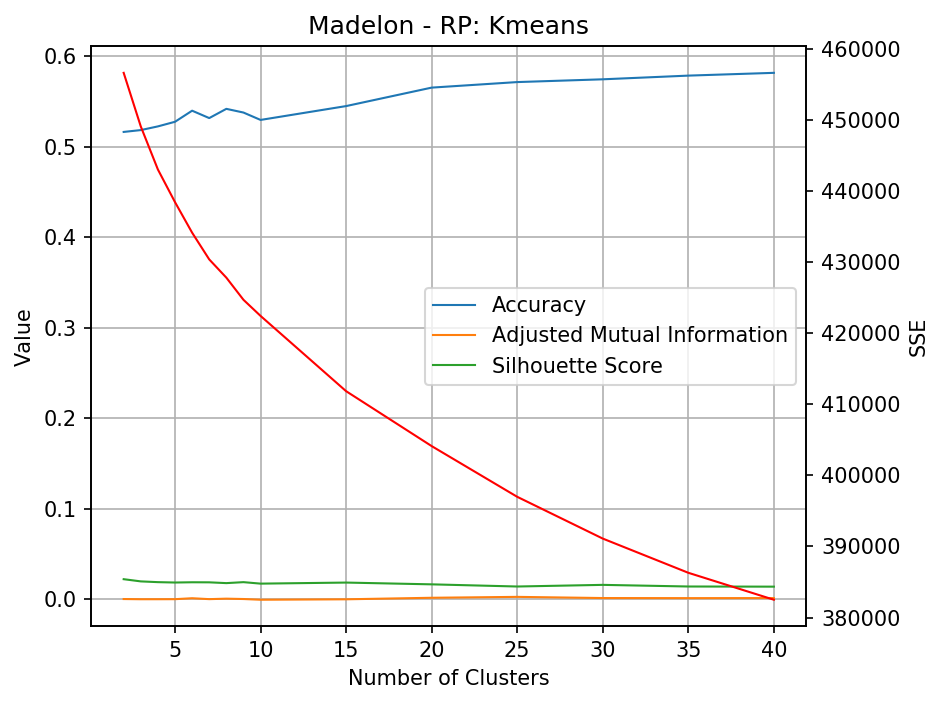 Madelon - RP: Kmeans
0.6
0.5
0.4
0.3
0.2
0.1
0.0
Value
460000
450000
440000
430000
420000
410000
400000
390000
380000
SSE
Accuracy
Adjusted Mutual Information
Silhouette Score
5 10 15 20 25 30 35 40
Number of Clusters